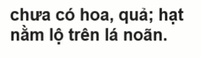 chưa có hoa, quả; hạt
nằm lộ trên lá noãn.